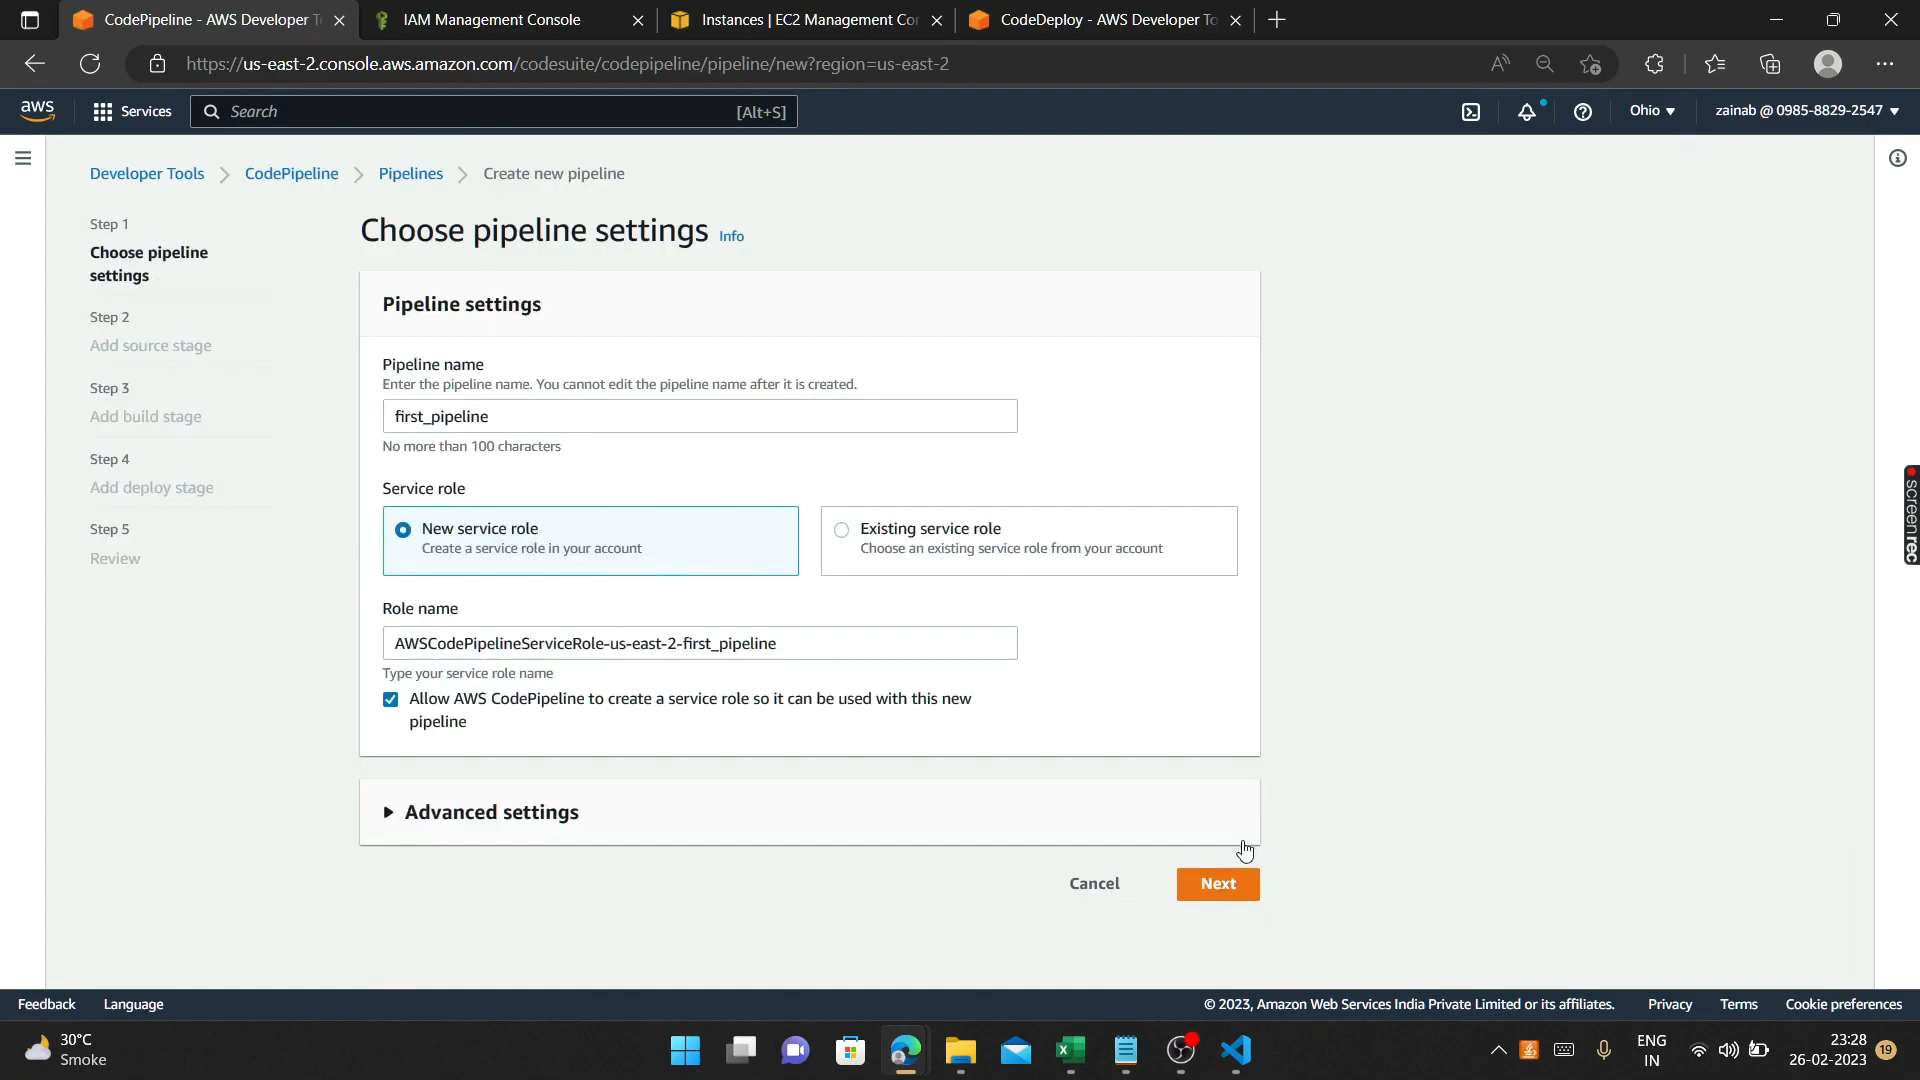 CodePipeline - AWS Developer T
IAM Management Console
Instances | EC2 Management Cor
CodeDeploy - AWS Developer To
https://us-east-2.console.aws.amazon.com/codesuite/codepipeline/pipeline/new?region=us-east-2
aws
Services
Search
[Alt+S]
Ohio
zainab @ 0985-8829-2547
Developer Tools
CodePipeline
Pipelines
Create new pipeline
Step 1
Choose pipeline
settings
Step 2
Add source stage
Step 3
Add build stage
Step 4
Add deploy stage
Step 5
Review
Choose pipeline settings Info
Pipeline settings
Pipeline name
Enter the pipeline name. You cannot edit the pipeline name after it is created.
first_pipeline
No more than 100 characters
Service role
New service role
Create a service role in your account
Existing service role
Choose an existing service role from your account
Role name
AWSCodePipelineServiceRole-us-east-2-first_pipeline
Type your service role name
Allow AWS CodePipeline to create a service role so it can be used with this new
pipeline
Advanced settings
Cancel
Next
screenrec
Feedback
Language
© 2023, Amazon Web Services India Private Limited or its affiliates.
Privacy
Terms
Cookie preferences
30°C
Smoke
ENG
IN
23:28
26-02-2023
19